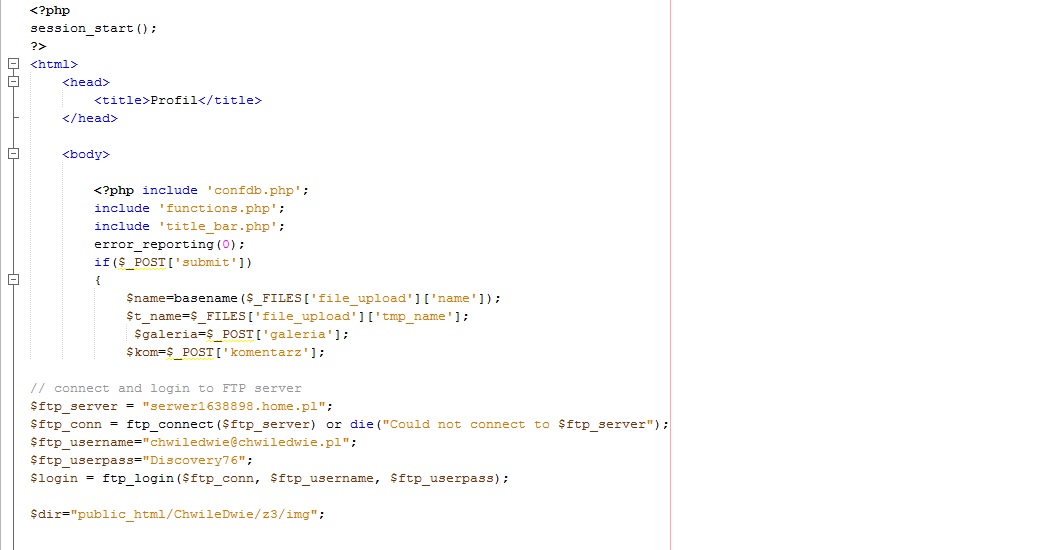 <?php
session_start();
?>
<html>
<head>
<title>Profil</title>
</head>
<body>
<?php include 'confdb.php';
include 'functions.php';
include 'title_bar.php';
error_reporting(0);
if($_POST['submit'])
{
$name=basename($_FILES['file_upload']['name']);
$t_name=$_FILES['file_upload']['tmp_name'];
$galeria=$_POST['galeria'];
$kom=$_POST['komentarz'];
// connect and login to FTP server
$ftp_server = "serwer1638898.home.pl";
$ftp_conn = ftp_connect($ftp_server) or die("Could not connect to $ftp_server");
$ftp_username="chwiledwie@chwiledwie.pl";
$ftp_userpass="Discovery76";
$login = ftp_login($ftp_conn, $ftp_username, $ftp_userpass);
$dir="public_html/ChwileDwie/z3/img";